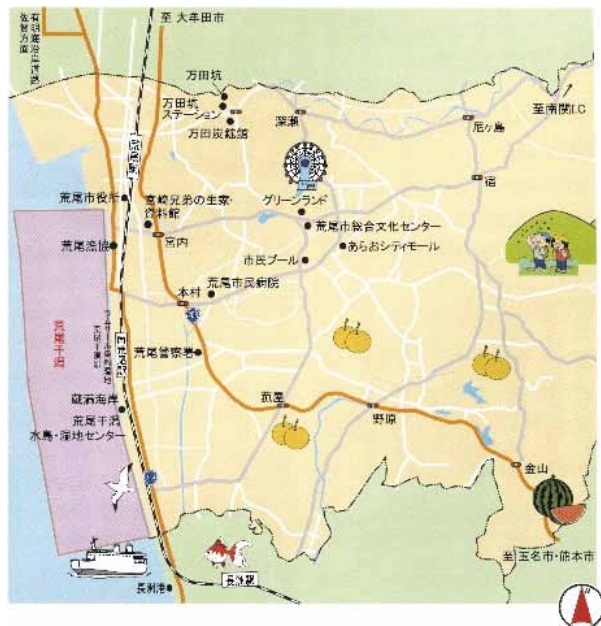 有明海沿岸道路
佐賀方面
至 大牟田市
万田坑
万田坑
ステーション
万田炭鉱館
深瀬
尼ヶ島
至南関I.C
荒尾駅
宿
荒尾市役所
宮崎兄弟の生家・
資料館
グリーンランド
荒尾市総合文化センター
宮内
荒尾漁協
あらおシティモール
市民プール
荒尾市民病院
本村
荒尾干潟
南荒尾駅
荒尾警察署
蔵満海岸
荒尾干潟
水鳥・湿地センター
野原
金山
至 玉名市・熊本市
長洲駅
長洲港